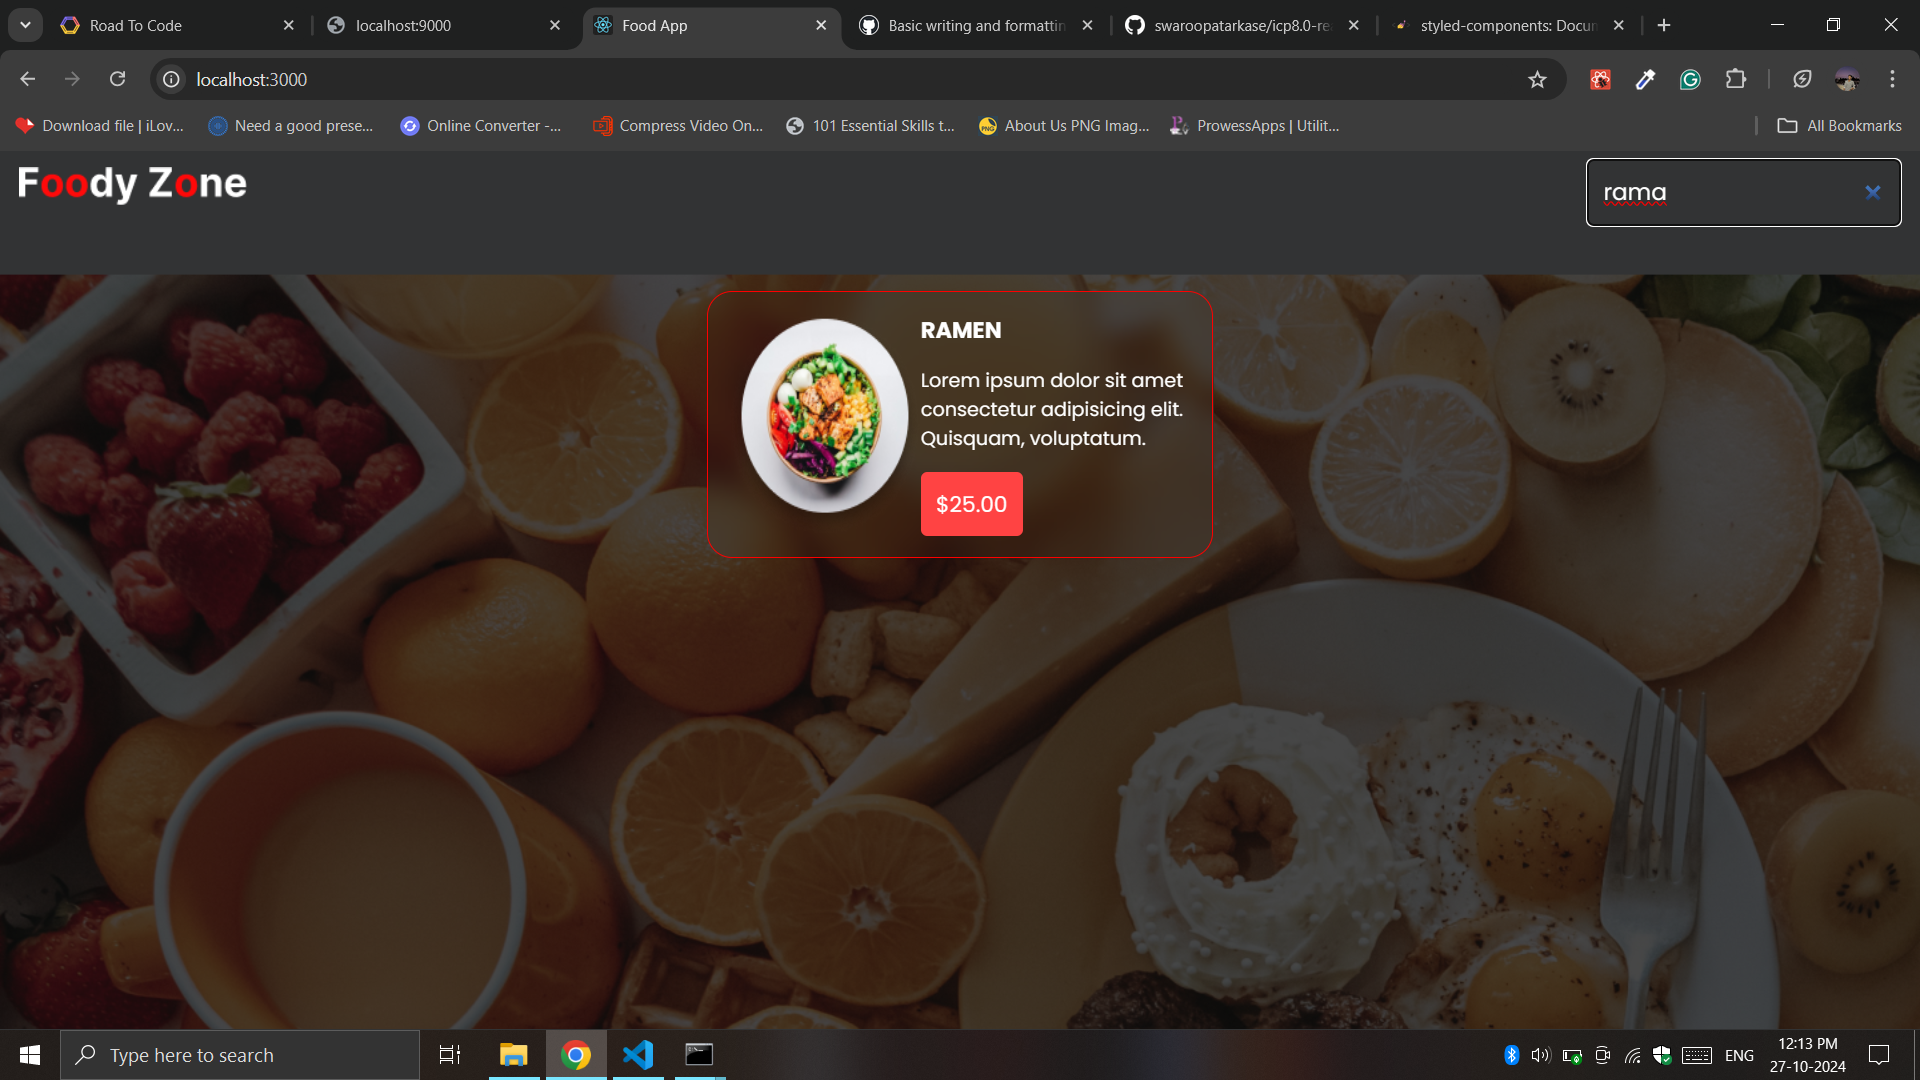 Road To Code
localhost:9000
Food App
Basic writing and formattin
swaroopatarkase/icp8.0-rea
styled-components: Docun
localhost:3000
Download file | iLov...
Need a good prese...
Online Converter -...
Compress Video On...
101 Essential Skills t...
About Us PNG Imag...
ProwessApps | Utilit...
All Bookmarks
Foody Zone
rama
RAMEN
Lorem ipsum dolor sit amet
consectetur adipisicing elit.
Quisquam, voluptatum.
$25.00
Type here to search
ENG
12:13 PM
27-10-2024